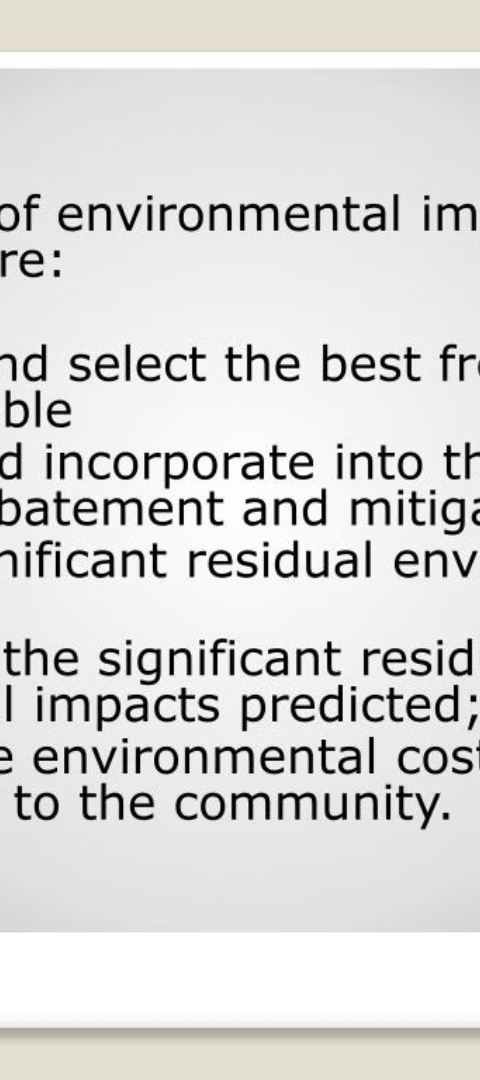 of environmental im
re:
nd select the best fr
ble
d incorporate into th
batement and mitiga
nificant residual env
the significant resid
l impacts predicted;
e environmental cost
to the community.